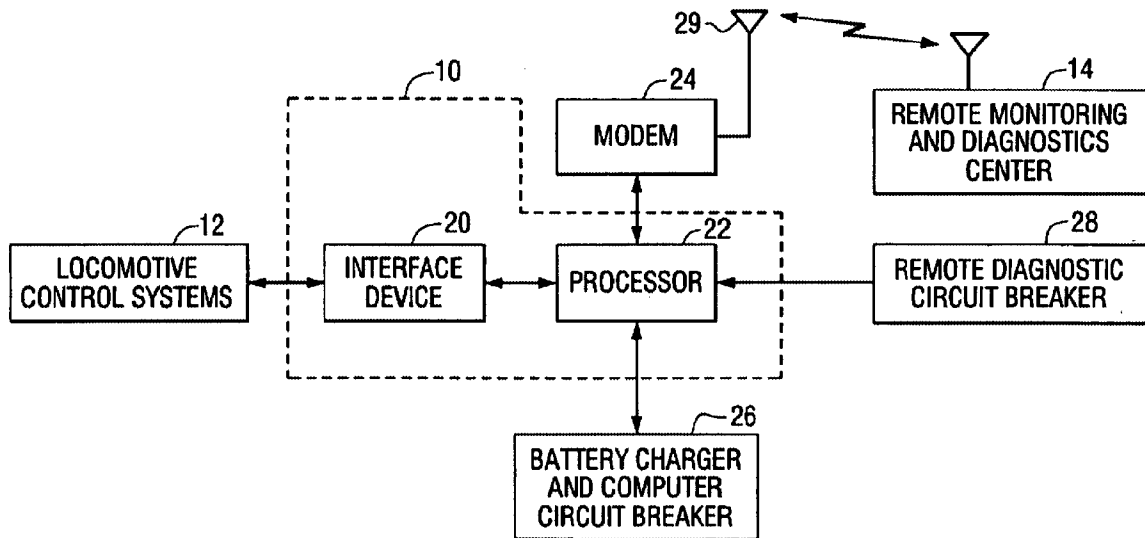 29
10
24
14
MODEM
REMOTE MONITORING
AND DIAGNOSTICS
CENTER
12
20
22
28
LOCOMOTIVE
CONTROL SYSTEMS
INTERFACE
DEVICE
PROCESSOR
REMOTE DIAGNOSTIC
CIRCUIT BREAKER
26
BATTERY CHARGER
AND COMPUTER
CIRCUIT BREAKER